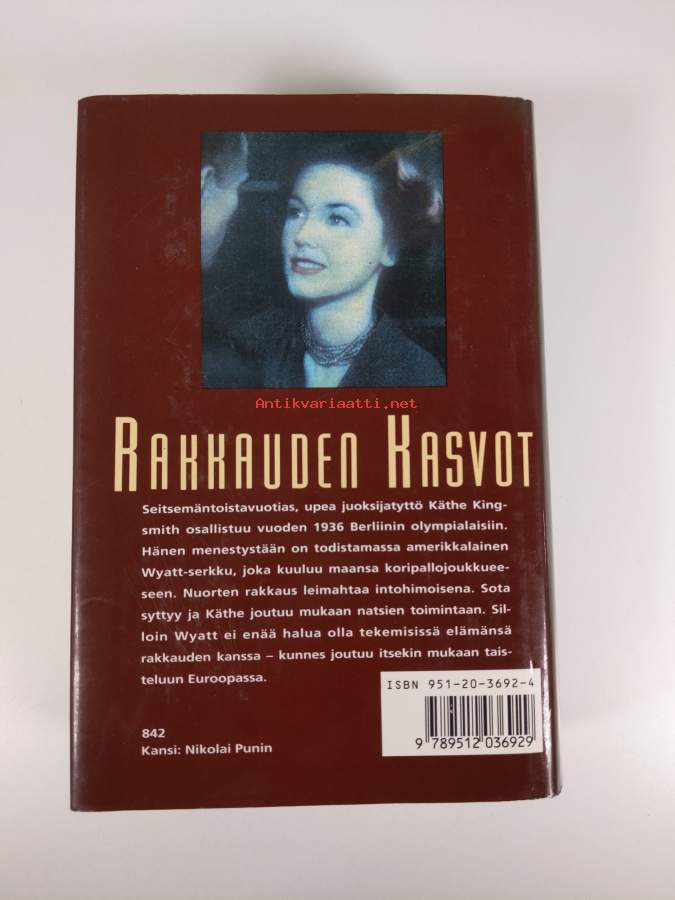 Antikvariaatti.net
RAKKAUDEN KASVOT
Seitsemäntoistavuotias, upea juoksijatyttö Käthe King-
smith osallistuu vuoden 1936 Berliinin olympialaisiin.
Hänen menestystään on todistamassa amerikkalainen
Wyatt-serkku, joka kuuluu maansa koripallojoukkuee-
seen. Nuorten rakkaus leimahtaa intohimoisena. Sota
syttyy ja Käthe joutuu mukaan natsien toimintaan. Sil-
loin Wyatt ei enää halua olla tekemisissä elämänsä
rakkauden kanssa – kunnes joutuu itsekin mukaan tais-
teluun Euroopassa.
ISBN 951-20-3692-4
9 789512 036929
842
Kansi: Nikolai Punin